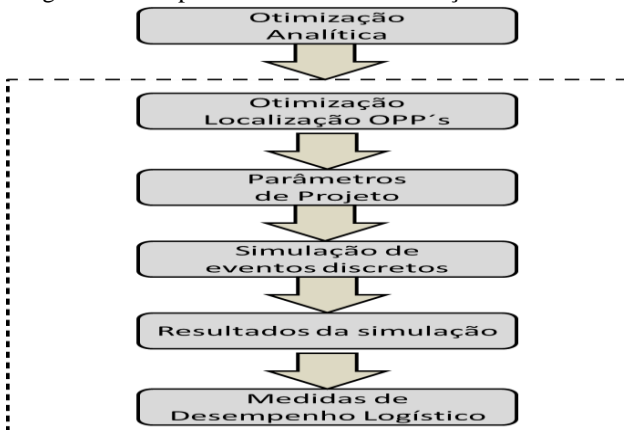 Otimização
Analítica
Otimização
Localização OPP´s
Parâmetros
de Projeto
Simulação de
eventos discretos
Resultados da simulação
Medidas de
Desempenho Logístico